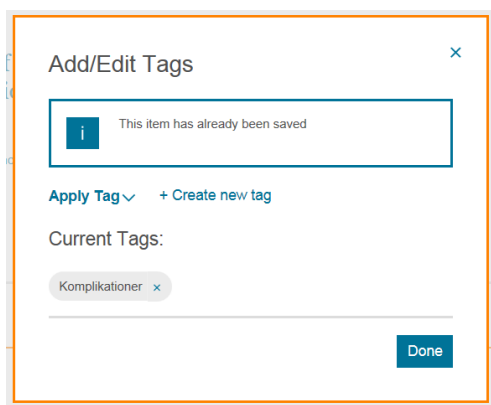 Add/Edit Tags
×
i
This item has already been saved
Apply Tag
+ Create new tag
Current Tags:
Komplikationer ×
Done